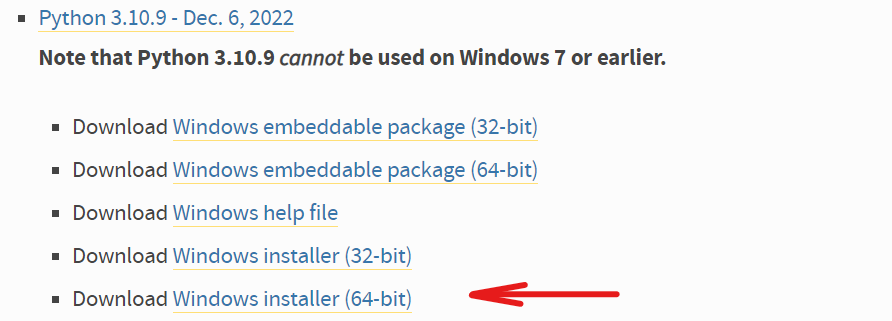 Python 3.10.9 - Dec. 6, 2022
Note that Python 3.10.9 cannot be used on Windows 7 or earlier.
Download Windows embeddable package (32-bit)
Download Windows embeddable package (64-bit)
Download Windows help file
Download Windows installer (32-bit)
Download Windows installer (64-bit)